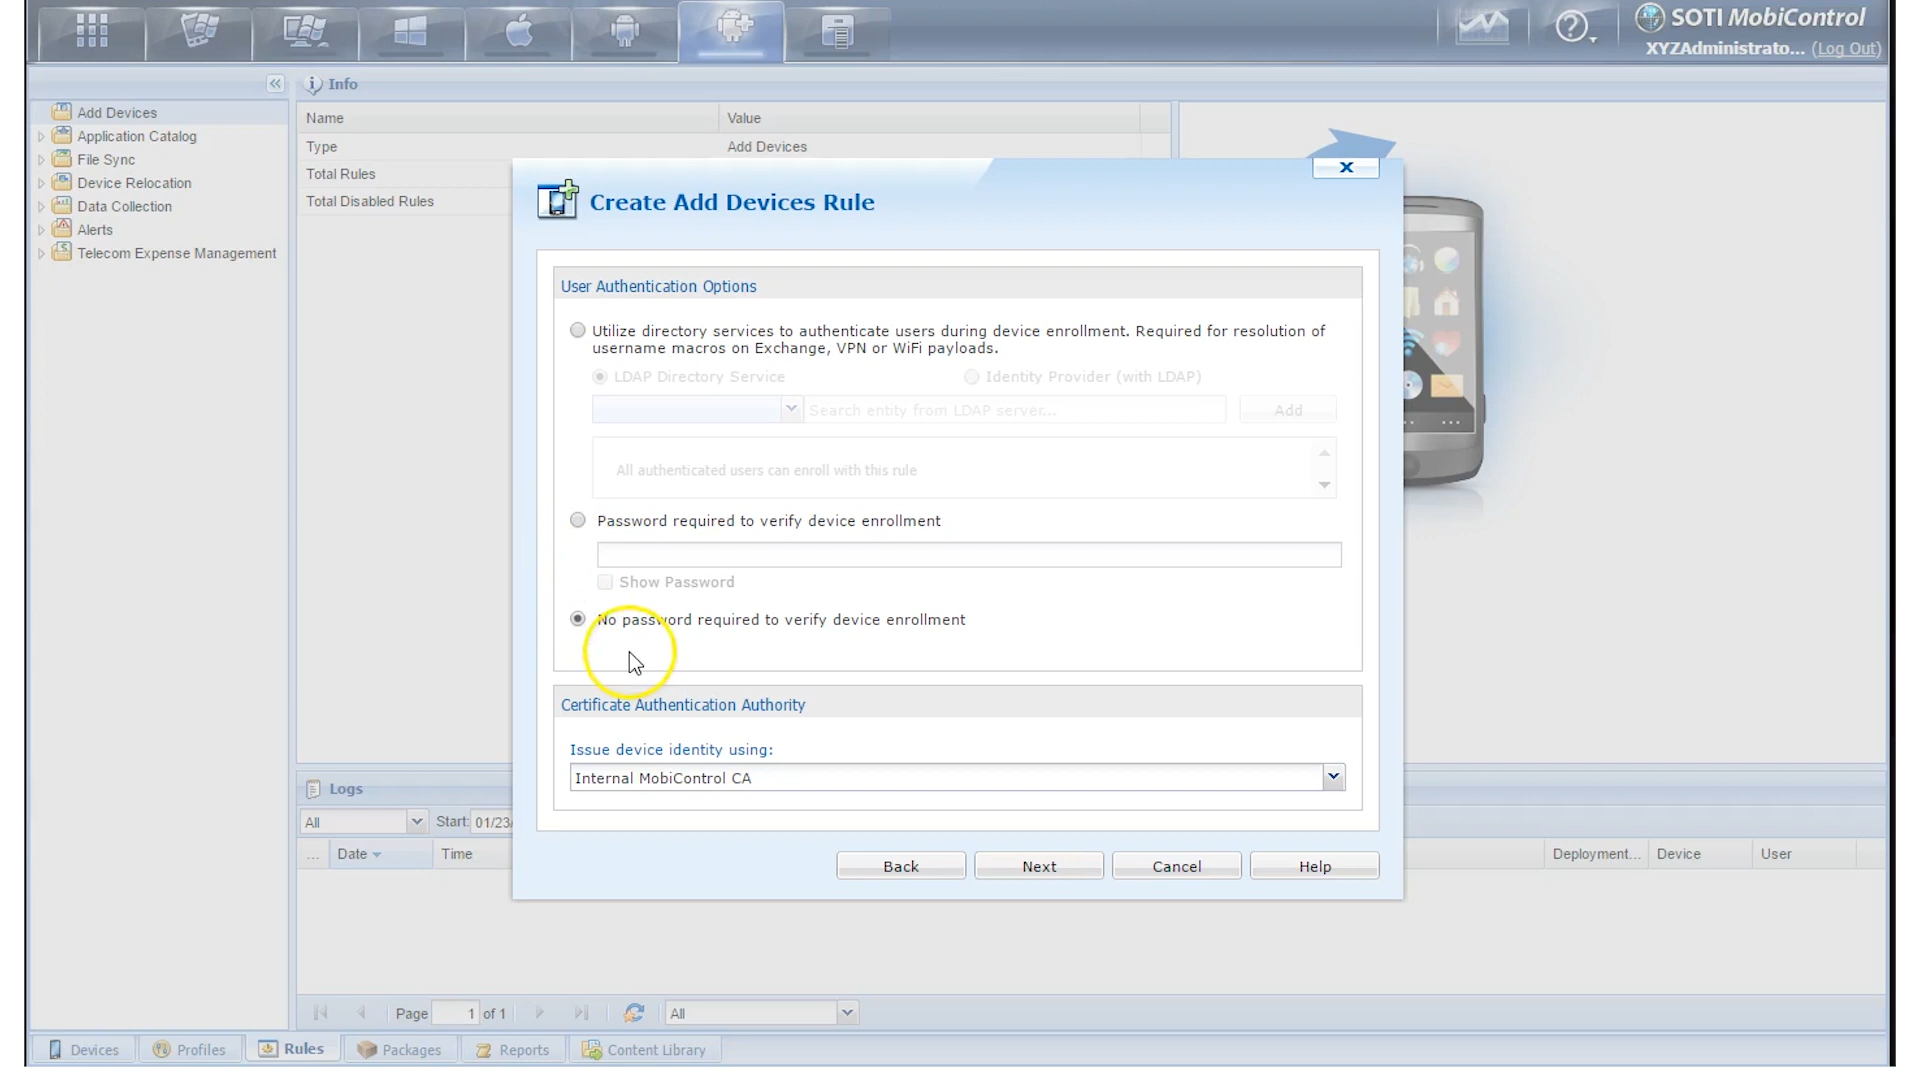 SOTI MobiControl
XYZAdministrato... (Log Out)
Info
Add Devices
Application Catalog
File Sync
Device Relocation
Data Collection
Alerts
Telecom Expense Management
Name Value
Type Add Devices
Total Rules
Total Disabled Rules
x
Create Add Devices Rule
User Authentication Options
Utilize directory services to authenticate users during device enrollment. Required for resolution of
username macros on Exchange, VPN or WiFi payloads.
LDAP Directory Service Identity Provider (with LDAP)
Search entity from LDAP server... Add
All authenticated users can enroll with this rule
Password required to verify device enrollment
Show Password
No password required to verify device enrollment
Certificate Authentication Authority
Issue device identity using:
Internal MobiControl CA
Back Next Cancel Help
Logs
All Start: 01/23/
... Date Time Deployment... Device User
Page 1 of 1 All
Devices Profiles Rules Packages Reports Content Library